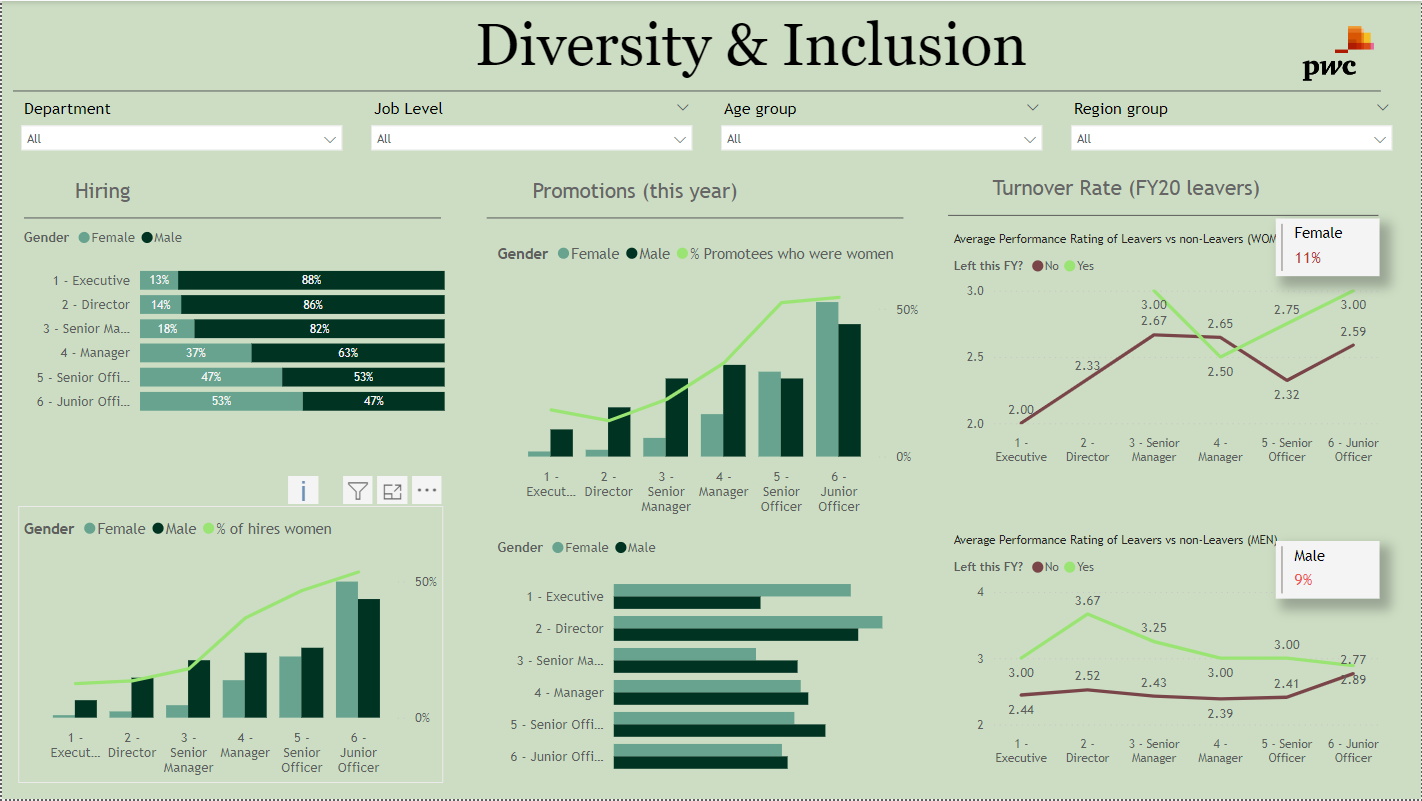 Diversity & Inclusion
pwc
Department
Job Level
Age group
Region group
All
All
All
All
Hiring
Gender Female Male
1 - Executive 13% 88%
2 - Director 14% 86%
3 - Senior Ma... 18% 82%
4 - Manager 37% 63%
5 - Senior Offi... 47% 53%
6 - Junior Offi... 53% 47%
i
Gender Female Male % of hires women
50%
0%
1 - Execut...
2 - Director
3 - Senior Manager
4 - Manager
5 - Senior Officer
6 - Junior Officer
Promotions (this year)
Gender Female Male % Promotees who were women
50%
0%
1 - Execut...
2 - Director
3 - Senior Manager
4 - Manager
5 - Senior Officer
6 - Junior Officer
Gender Female Male
1 - Executive
2 - Director
3 - Senior Ma...
4 - Manager
5 - Senior Offi...
6 - Junior Offi...
Turnover Rate (FY20 leavers)
Average Performance Rating of Leavers vs non-Leavers (WOM
Female
11%
Left this FY? No Yes
3.0
2.5
2.0
3.00 2.75 3.00
2.67 2.65 2.59
2.33 2.50 2.32
2.00
1 - Executive
2 - Director
3 - Senior Manager
4 - Manager
5 - Senior Officer
6 - Junior Officer
Average Performance Rating of Leavers vs non-Leavers (MEN)
Male
9%
Left this FY? No Yes
4
3
2
3.00 3.67 3.25 3.00 3.00 2.77
2.44 2.52 2.43 2.39 2.41 2.89
1 - Executive
2 - Director
3 - Senior Manager
4 - Manager
5 - Senior Officer
6 - Junior Officer